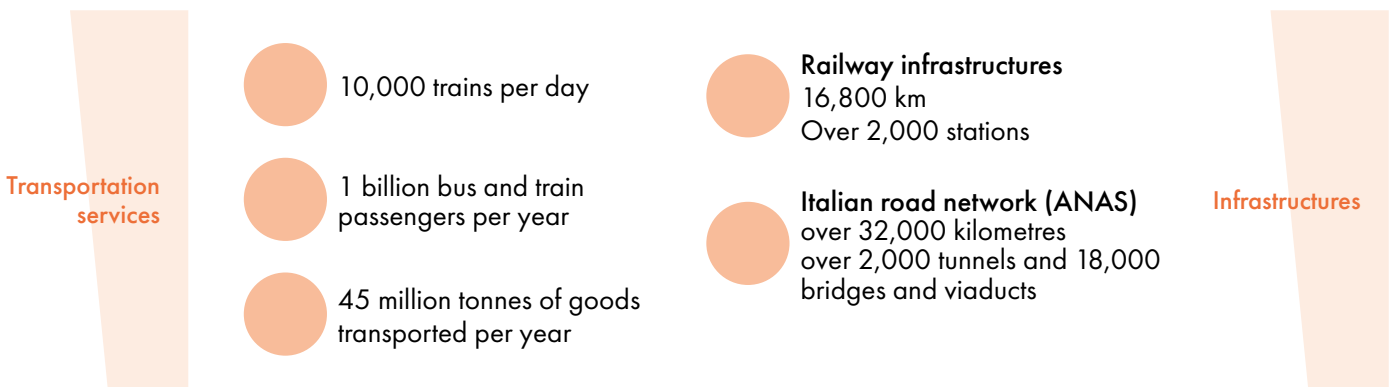 Transportation
services
10,000 trains per day
1 billion bus and train
passengers per year
45 million tonnes of goods
transported per year
Railway infrastructures
16,800 km
Over 2,000 stations
Italian road network (ANAS)
over 32,000 kilometres
over 2,000 tunnels and 18,000
bridges and viaducts
Infrastructures